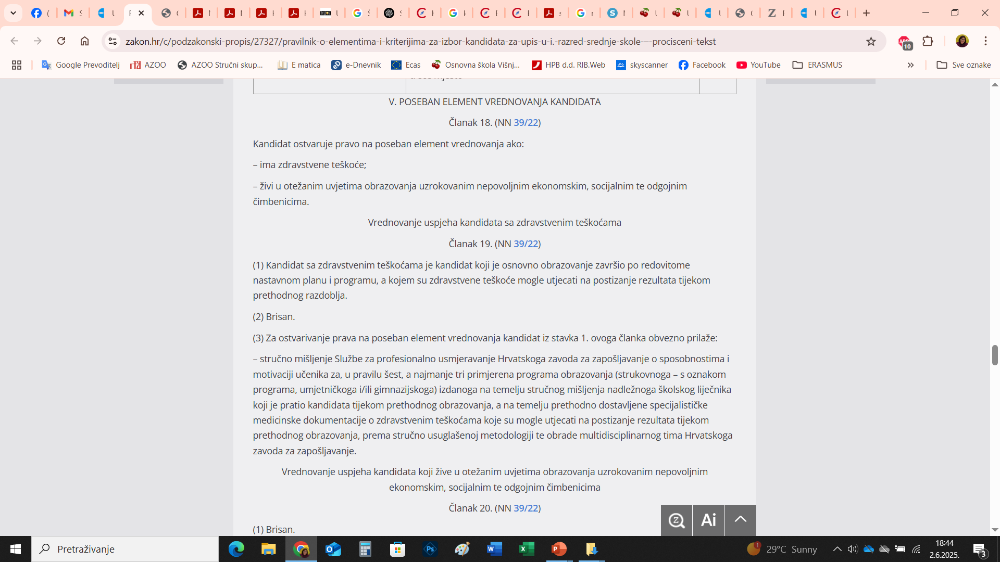 zakon.hr/c/podzakonski-propis/27327/pravilnik-o-elementima-i-kriterijima-za-izbor-kandidata-za-upis-u-i.-razred-srednje-skole-–-procisceni-tekst
10
Google Prevoditelj AZOO AZOO Stručni skup... E matica e-Dnevnik Ecas Osnovna škola Višnj... HPB d.d. RIB.Web skyscanner Facebook YouTube ERASMUS » Sve oznake
V. POSEBAN ELEMENT VREDNOVANJA KANDIDATA
Članak 18. (NN 39/22)
Kandidat ostvaruje pravo na poseban element vrednovanja ako:
– ima zdravstvene teškoće;
– živi u otežanim uvjetima obrazovanja uzrokovanim nepovoljnim ekonomskim, socijalnim te odgojnim
čimbenicima.
Vrednovanje uspjeha kandidata sa zdravstvenim teškoćama
Članak 19. (NN 39/22)
(1) Kandidat sa zdravstvenim teškoćama je kandidat koji je osnovno obrazovanje završio po redovitome
nastavnom planu i programu, a kojem su zdravstvene teškoće mogle utjecati na postizanje rezultata tijekom
prethodnog razdoblja.
(2) Brisan.
(3) Za ostvarivanje prava na poseban element vrednovanja kandidat iz stavka 1. ovoga članka obvezno prilaže:
– stručno mišljenje Službe za profesionalno usmjeravanje Hrvatskoga zavoda za zapošljavanje o sposobnostima i
motivaciji učenika za, u pravilu šest, a najmanje tri primjerena programa obrazovanja (strukovnoga – s oznakom
programa, umjetničkoga i/ili gimnazijskoga) izdanoga na temelju stručnog mišljenja nadležnoga školskog liječnika
koji je pratio kandidata tijekom prethodnog obrazovanja, a na temelju prethodno dostavljene specijalističke
medicinske dokumentacije o zdravstvenim teškoćama koje su mogle utjecati na postizanje rezultata tijekom
prethodnog obrazovanja, prema stručno usuglašenoj metodologiji te obrade multidisciplinarnog tima Hrvatskoga
zavoda za zapošljavanje.
Vrednovanje uspjeha kandidata koji žive u otežanim uvjetima obrazovanja uzrokovanim nepovoljnim
ekonomskim, socijalnim te odgojnim čimbenicima
Članak 20. (NN 39/22)
(1) Brisan.
Ai
Pretraživanje
29°C Sunny
18:44
2.6.2025.
3